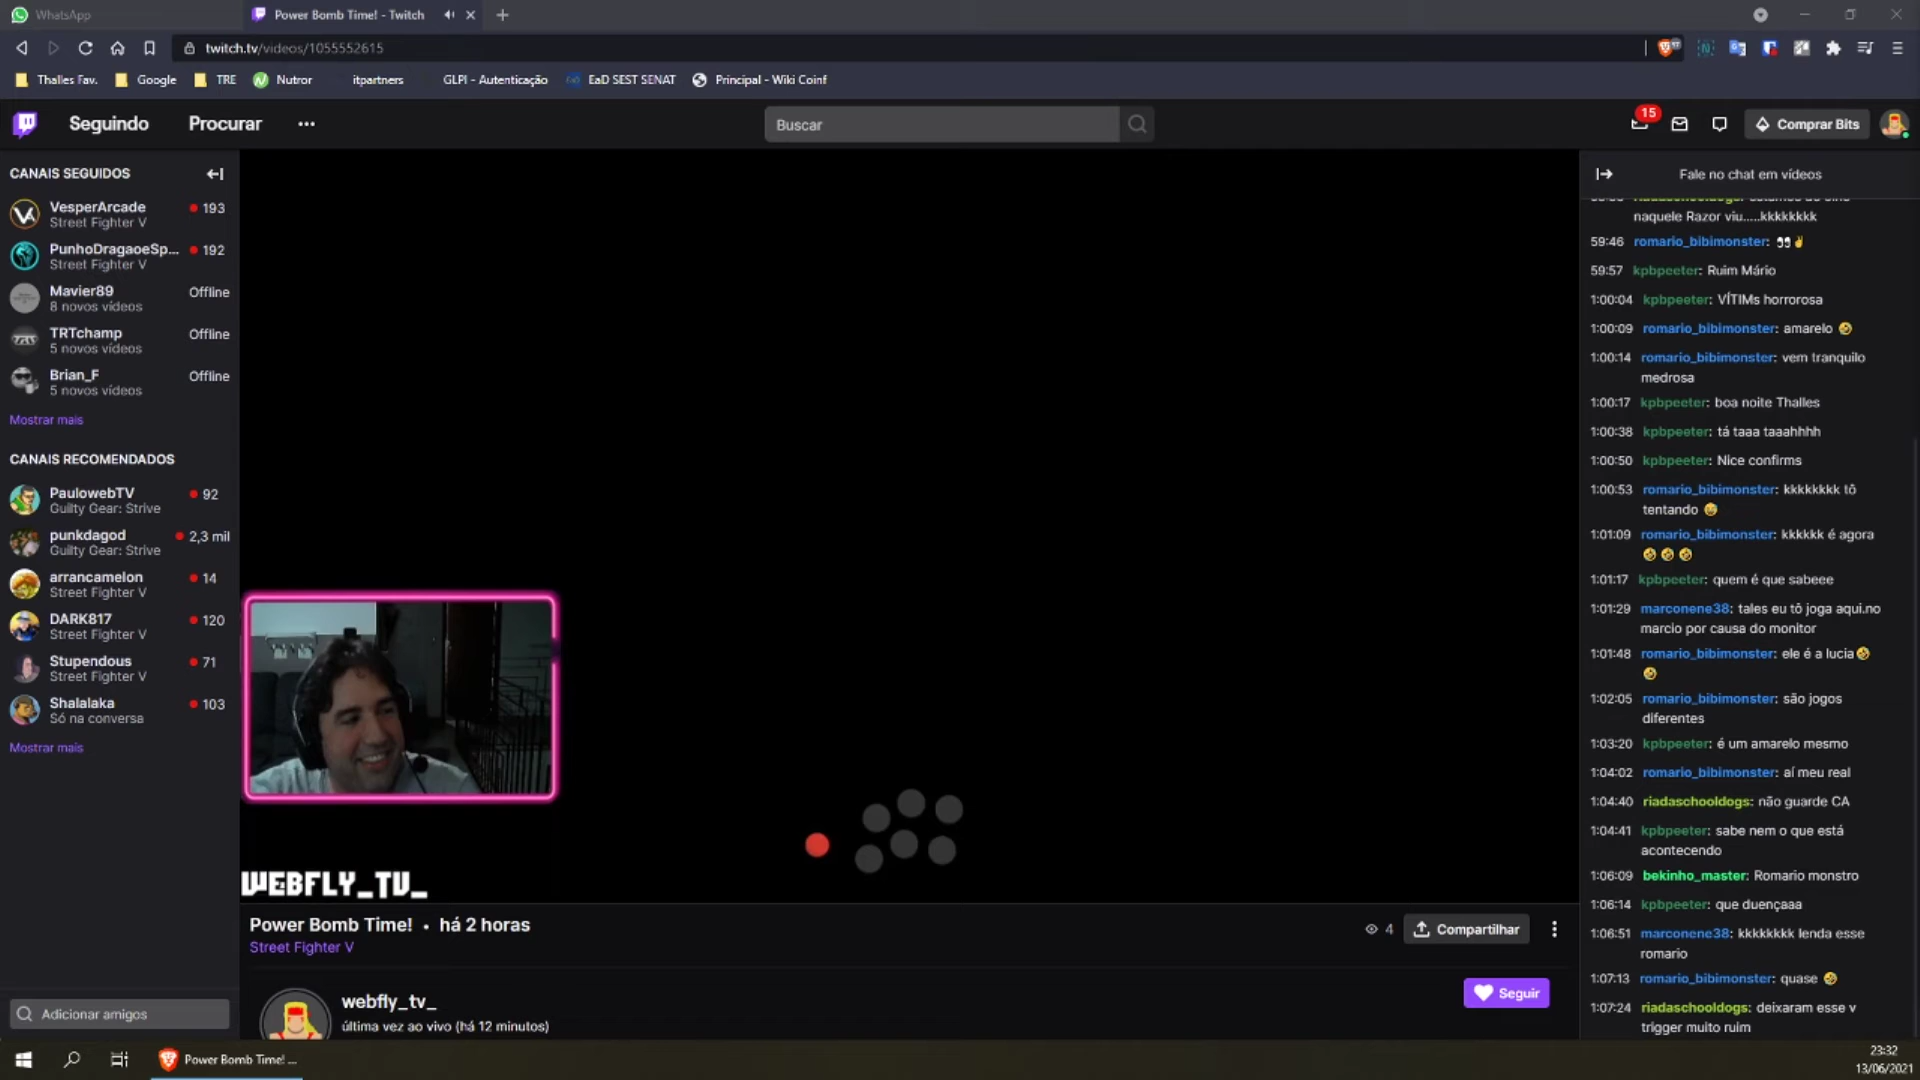 WhatsApp
Power Bomb Time! - Twitch
twitch.tv/videos/1055552615
Thalles Fav.
Google
TRE
Nutror
itpartners
GLPI - Autenticação
EaD SEST SENAT
Principal - Wiki Coinf
Seguindo
Procurar
Buscar
15
Comprar Bits
CANAIS SEGUIDOS
VesperArcade
193
Street Fighter V
PunhoDragaoeSp...
192
Street Fighter V
Mavier89
Offline
8 novos vídeos
TRTchamp
Offline
5 novos vídeos
Brian_F
Offline
5 novos vídeos
Mostrar mais
CANAIS RECOMENDADOS
PaulowebTV
92
Guilty Gear: Strive
punkdagod
2,3 mil
Guilty Gear: Strive
arrancamelon
14
Street Fighter V
DARK817
120
Street Fighter V
Stupendous
71
Street Fighter V
Shalalaka
103
Só na conversa
Mostrar mais
Adicionar amigos
WEBFLY_TV_
Power Bomb Time! • há 2 horas
Street Fighter V
4
Compartilhar
webfly_tv_
última vez ao vivo (há 12 minutos)
Seguir
Fale no chat em vídeos
naquele Razor viu.....kkkkkkkk
59:46 romario_bibimonster: 👀✌
59:57 kpbpeeter: Ruim Mário
1:00:04 kpbpeeter: VÍTIMs horrorosa
1:00:09 romario_bibimonster: amarelo 🤣
1:00:14 romario_bibimonster: vem tranquilo
medrosa
1:00:17 kpbpeeter: boa noite Thalles
1:00:38 kpbpeeter: tá taaa taaahhhh
1:00:50 kpbpeeter: Nice confirms
1:00:53 romario_bibimonster: kkkkkkkk tô
tentando 😅
1:01:09 romario_bibimonster: kkkkkk é agora
🤣 🤣 🤣
1:01:17 kpbpeeter: quem é que sabeee
1:01:29 marconene38: tales eu tô joga aqui.no
marcio por causa do monitor
1:01:48 romario_bibimonster: ele é a lucia🤣
🤣
1:02:05 romario_bibimonster: são jogos
diferentes
1:03:20 kpbpeeter: é um amarelo mesmo
1:04:02 romario_bibimonster: aí meu real
1:04:40 riadaschooldogs: não guarde CA
1:04:41 kpbpeeter: sabe nem o que está
acontecendo
1:06:09 bekinho_master: Romario monstro
1:06:14 kpbpeeter: que duençaaa
1:06:51 marconene38: kkkkkkkk lenda esse
romario
1:07:13 romario_bibimonster: quase 🤣
1:07:24 riadaschooldogs: deixaram esse v
trigger muito ruim
Power Bomb Time! ...
23:32
13/06/2021